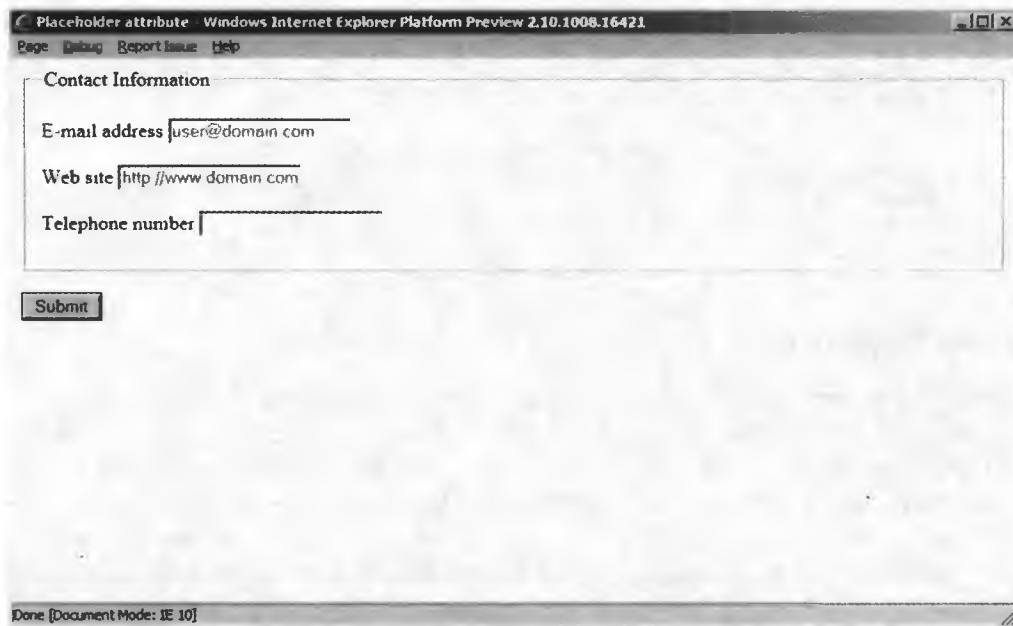 Placeholder attribute - Windows Internet Explorer Platform Preview 2.10.1008.16421
Page Debug Report Issue Help
Contact Information
E-mail address user@domain com
Web site http //www domain com
Telephone number
Submit
Done [Document Mode: IE 10]